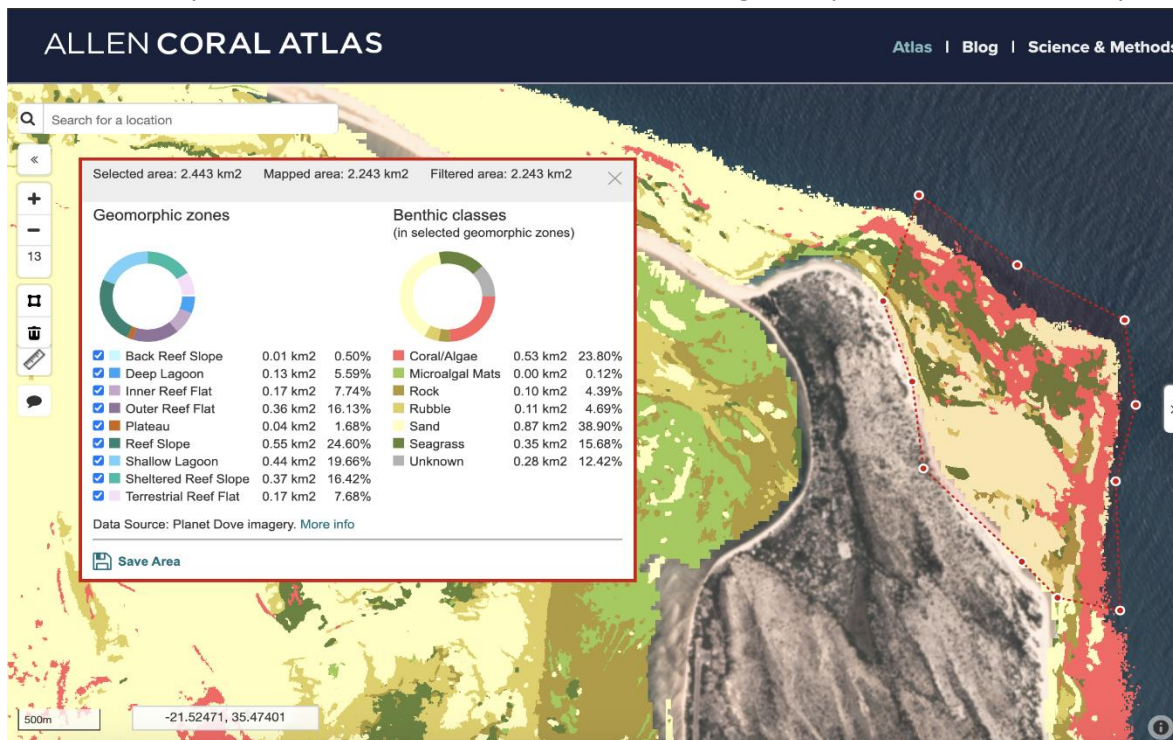 ALLEN CORAL ATLAS
Atlas | Blog | Science & Methods
Search for a location
13
Selected area: 2.443 km2 Mapped area: 2.243 km2 Filtered area: 2.243 km2
Geomorphic zones
Back Reef Slope 0.01 km2 0.50%
Deep Lagoon 0.13 km2 5.59%
Inner Reef Flat 0.17 km2 7.74%
Outer Reef Flat 0.36 km2 16.13%
Plateau 0.04 km2 1.68%
Reef Slope 0.55 km2 24.60%
Shallow Lagoon 0.44 km2 19.66%
Sheltered Reef Slope 0.37 km2 16.42%
Terrestrial Reef Flat 0.17 km2 7.68%
Benthic classes
(in selected geomorphic zones)
Coral/Algae 0.53 km2 23.80%
Microalgal Mats 0.00 km2 0.12%
Rock 0.10 km2 4.39%
Rubble 0.11 km2 4.69%
Sand 0.87 km2 38.90%
Seagrass 0.35 km2 15.68%
Unknown 0.28 km2 12.42%
Data Source: Planet Dove imagery. More info
Save Area
500m
-21.52471, 35.47401